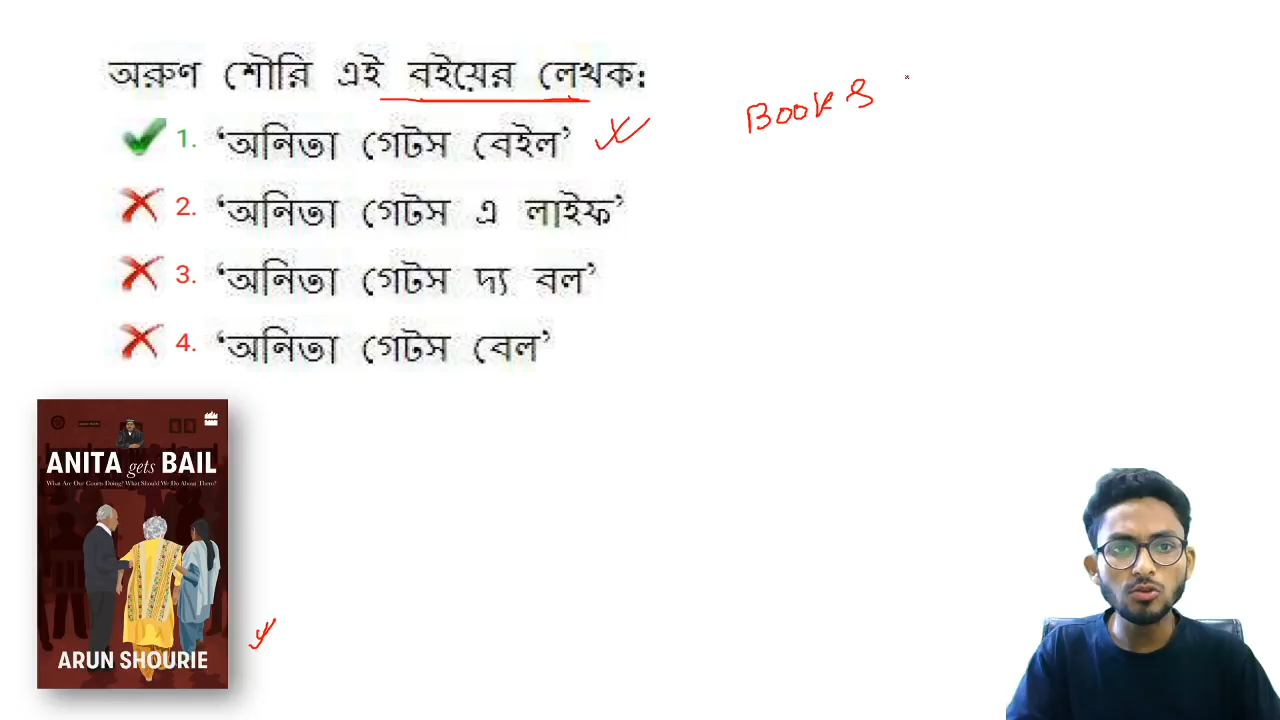 অরুণ শৌরি এই বইয়ের লেখক:
1. ‘অনিতা গেটস বেইল’
2. ‘অনিতা গেটস এ লাইফ’
3. ‘অনিতা গেটস দ্য বল’
4. ‘অনিতা গেটস বেল’
BOOKS
ANITA gets BAIL
What Are Our Courts Doing? What Should We Do About Them?
ARUN SHOURIE